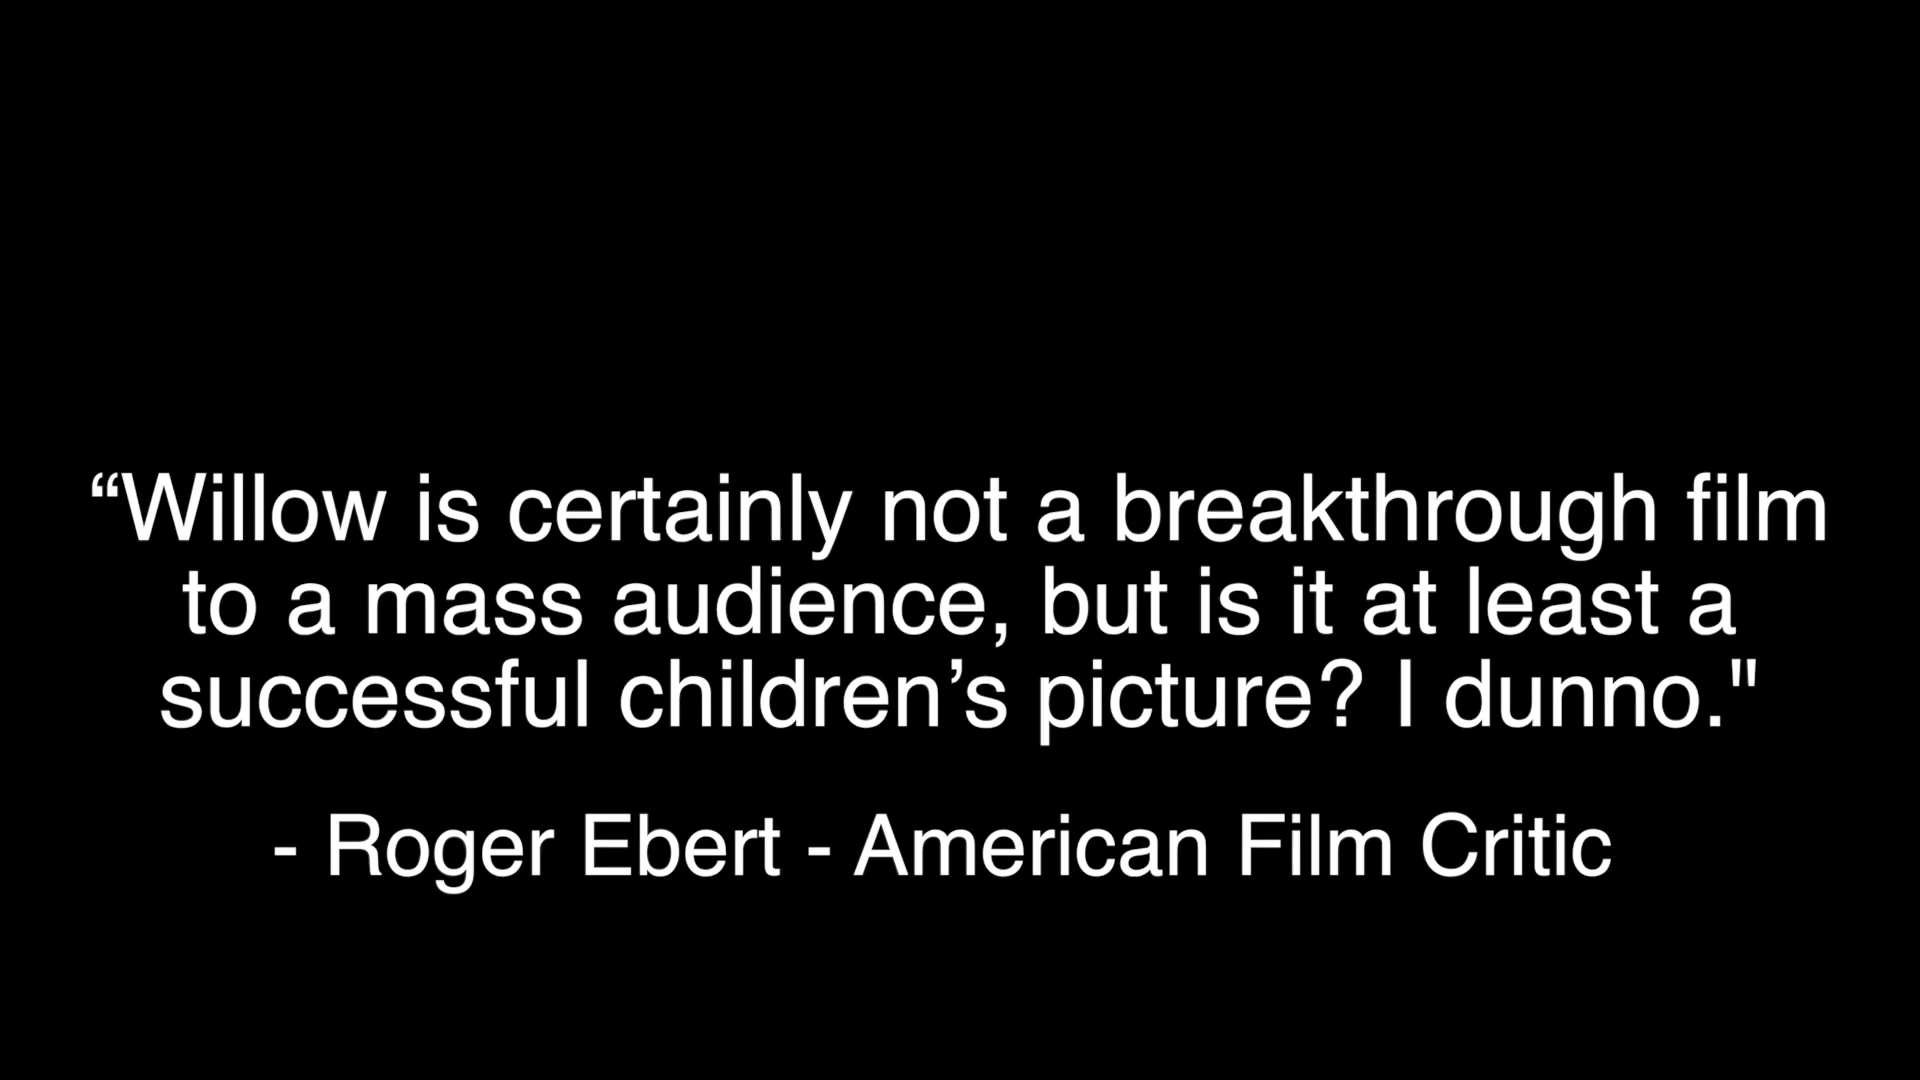 “Willow is certainly not a breakthrough film
to a mass audience, but is it at least a
successful children’s picture? I dunno."
- Roger Ebert - American Film Critic